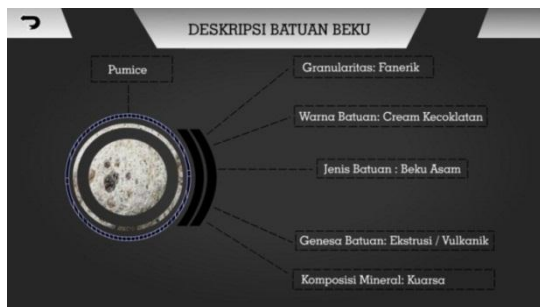 DESKRIPSI BATUAN BEKU
Pumice
Granularitas: Fanerik
Warna Batuan: Cream Kecoklatan
Jenis Batuan : Beku Asam
Genesa Batuan: Ekstrusi / Vulkanik
Komposisi Mineral: Kuarsa